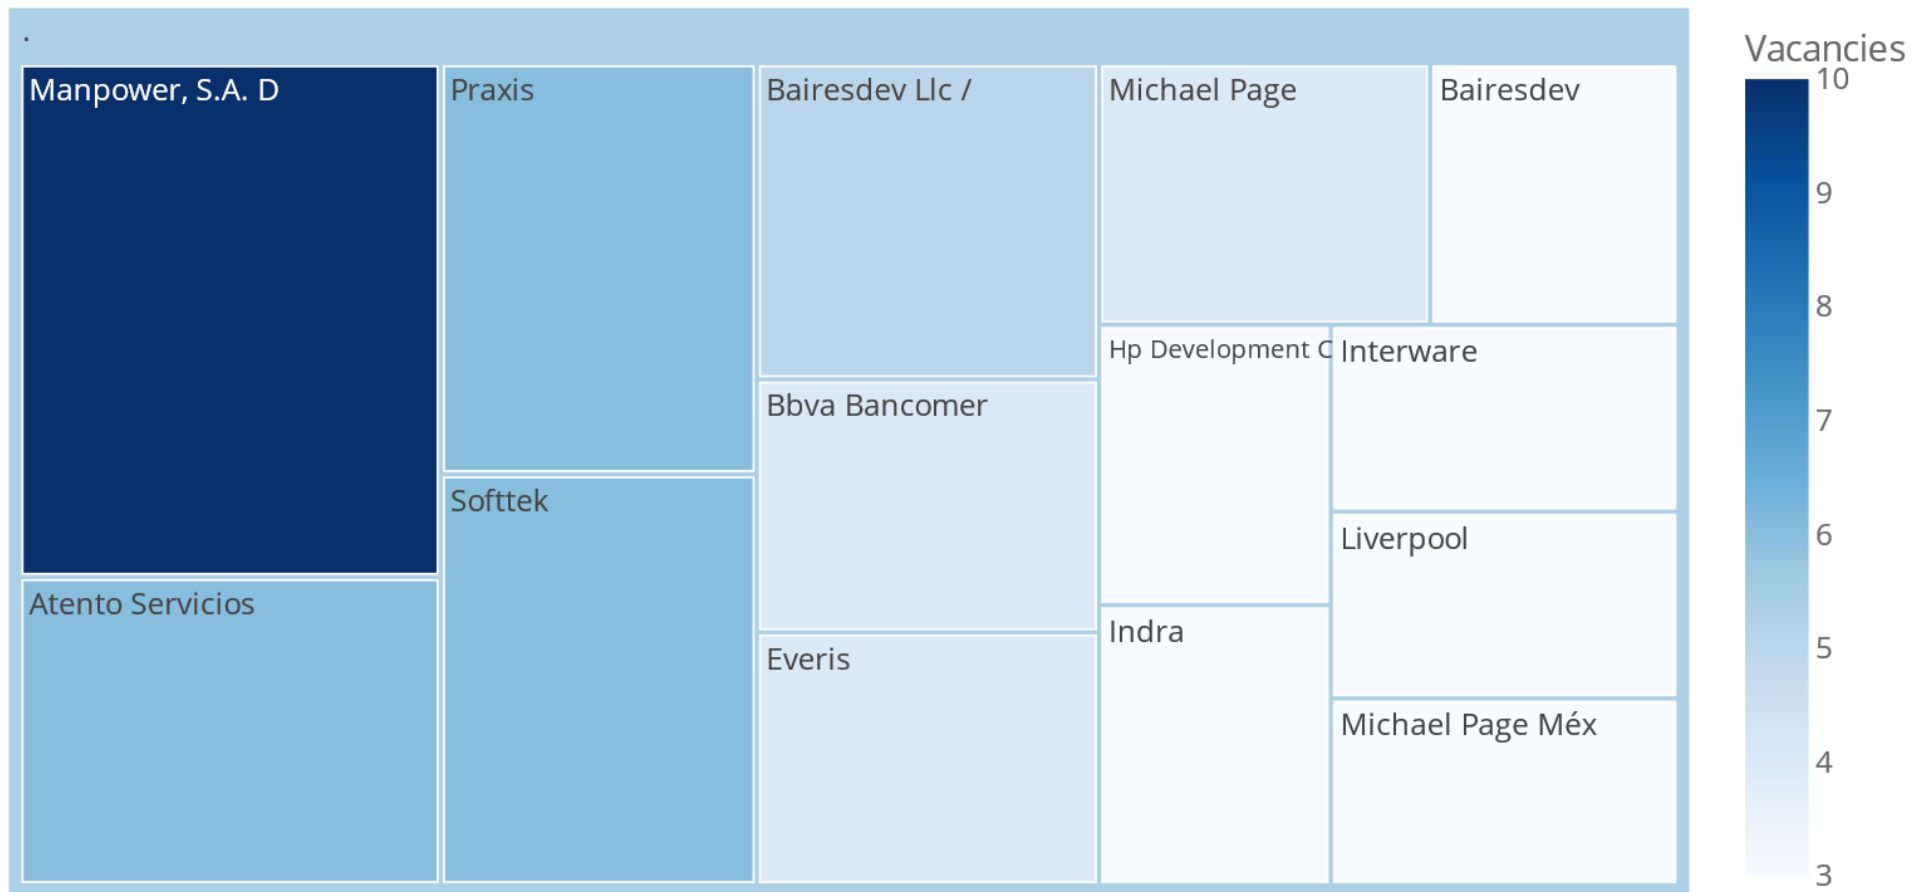 .
Manpower, S.A. D
Atento Servicios
Praxis
Softtek
Bairesdev Llc /
Bbva Bancomer
Everis
Michael Page
Bairesdev
Hp Development C
Interware
Liverpool
Indra
Michael Page Méx
Vacancies
10
9
8
7
6
5
4
3